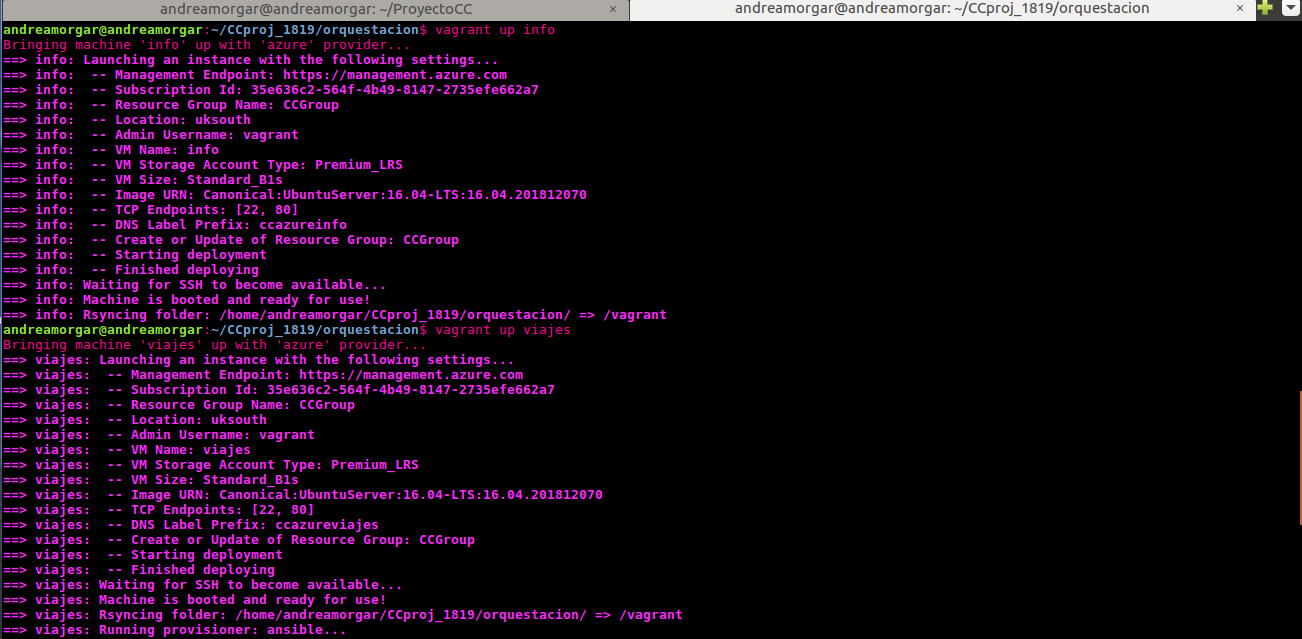 andreamorgar@andreamorgar: ~/ProyectoCC × andreamorgar@andreamorgar: ~/CCproj_1819/orquestacion ×
andreamorgar@andreamorgar:~/CCproj_1819/orquestacion$ vagrant up info
Bringing machine 'info' up with 'azure' provider...
==> info: Launching an instance with the following settings...
==> info:  -- Management Endpoint: https://management.azure.com
==> info:  -- Subscription Id: 35e636c2-564f-4b49-8147-2735efe662a7
==> info:  -- Resource Group Name: CCGroup
==> info:  -- Location: uksouth
==> info:  -- Admin Username: vagrant
==> info:  -- VM Name: info
==> info:  -- VM Storage Account Type: Premium_LRS
==> info:  -- VM Size: Standard_B1s
==> info:  -- Image URN: Canonical:UbuntuServer:16.04-LTS:16.04.201812070
==> info:  -- TCP Endpoints: [22, 80]
==> info:  -- DNS Label Prefix: ccazureinfo
==> info:  -- Create or Update of Resource Group: CCGroup
==> info:  -- Starting deployment
==> info:  -- Finished deploying
==> info: Waiting for SSH to become available...
==> info: Machine is booted and ready for use!
==> info: Rsyncing folder: /home/andreamorgar/CCproj_1819/orquestacion/ => /vagrant
andreamorgar@andreamorgar:~/CCproj_1819/orquestacion$ vagrant up viajes
Bringing machine 'viajes' up with 'azure' provider...
==> viajes: Launching an instance with the following settings...
==> viajes:  -- Management Endpoint: https://management.azure.com
==> viajes:  -- Subscription Id: 35e636c2-564f-4b49-8147-2735efe662a7
==> viajes:  -- Resource Group Name: CCGroup
==> viajes:  -- Location: uksouth
==> viajes:  -- Admin Username: vagrant
==> viajes:  -- VM Name: viajes
==> viajes:  -- VM Storage Account Type: Premium_LRS
==> viajes:  -- VM Size: Standard_B1s
==> viajes:  -- Image URN: Canonical:UbuntuServer:16.04-LTS:16.04.201812070
==> viajes:  -- TCP Endpoints: [22, 80]
==> viajes:  -- DNS Label Prefix: ccazureviajes
==> viajes:  -- Create or Update of Resource Group: CCGroup
==> viajes:  -- Starting deployment
==> viajes:  -- Finished deploying
==> viajes: Waiting for SSH to become available...
==> viajes: Machine is booted and ready for use!
==> viajes: Rsyncing folder: /home/andreamorgar/CCproj_1819/orquestacion/ => /vagrant
==> viajes: Running provisioner: ansible...